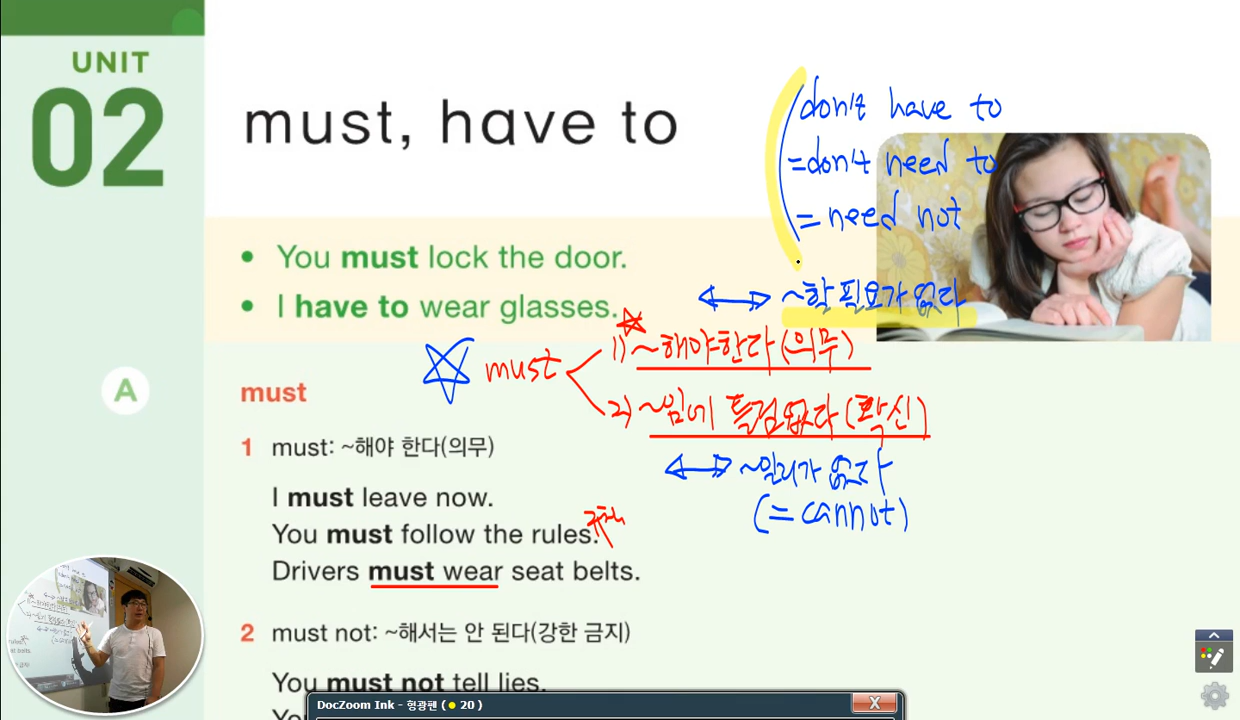 UNIT
02
must, have to
don't have to
=don't need to
= need not
• You must lock the door.
• I have to wear glasses.
↔ ~할 필요가 없다
must
1) ~해야한다 (의무)
2) ~임에 틀림없다 (확신)
↔ ~일리가 없다
(= cannot)
A
must
1 must: ~해야 한다(의무)
I must leave now.
You must follow the rules.
규칙
Drivers must wear seat belts.
2 must not: ~해서는 안 된다(강한 금지)
You must not tell lies.
DocZoom Ink - 형광펜 ( 20 )
X